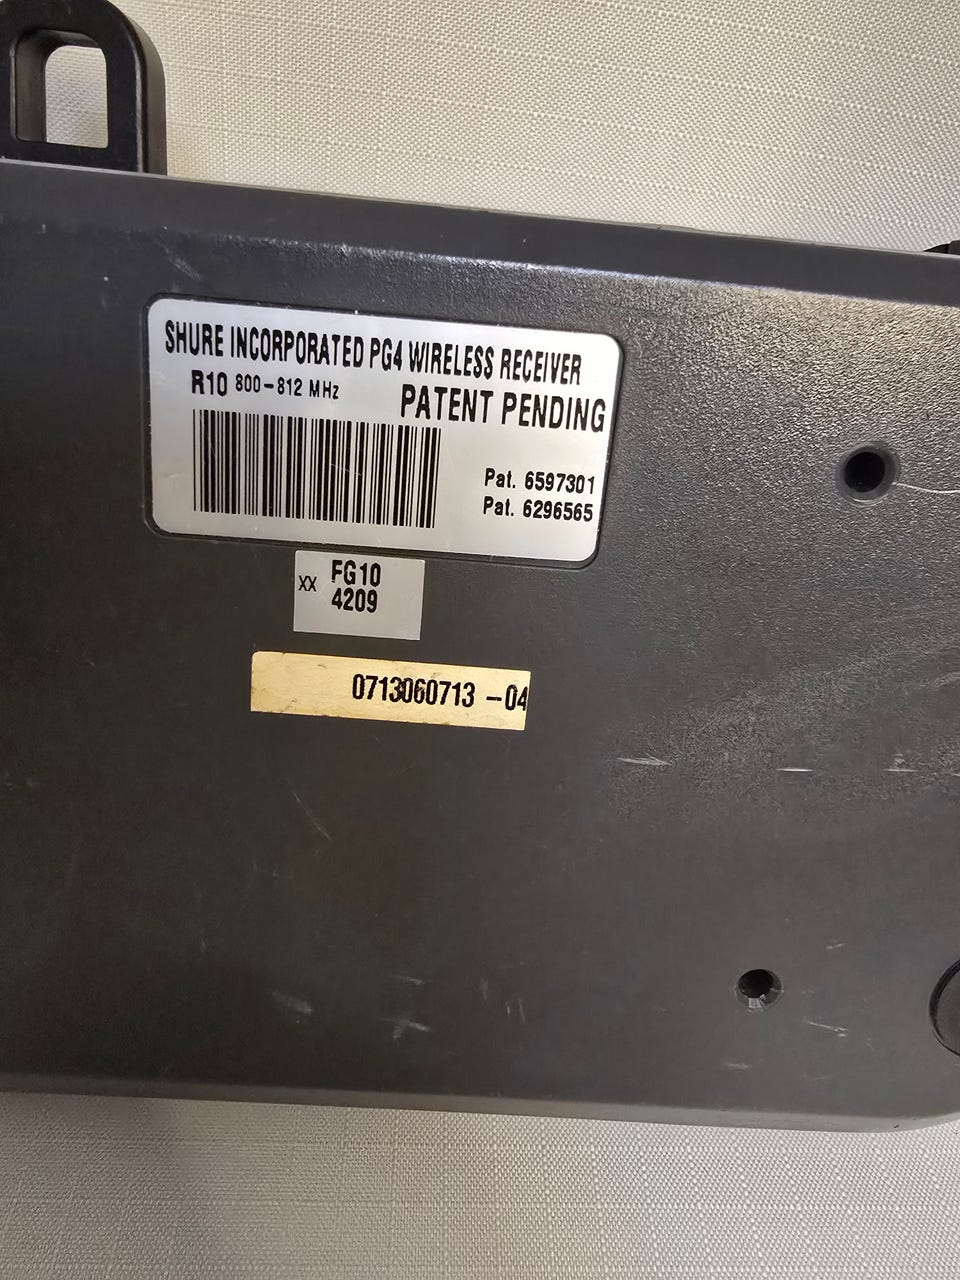 SHURE INCORPORATED PG4 WIRELESS RECEIVER
R10 800-812 MHz PATENT PENDING
Pat. 6597301
Pat. 6296565
XX FG10
4209
0713060713 -04